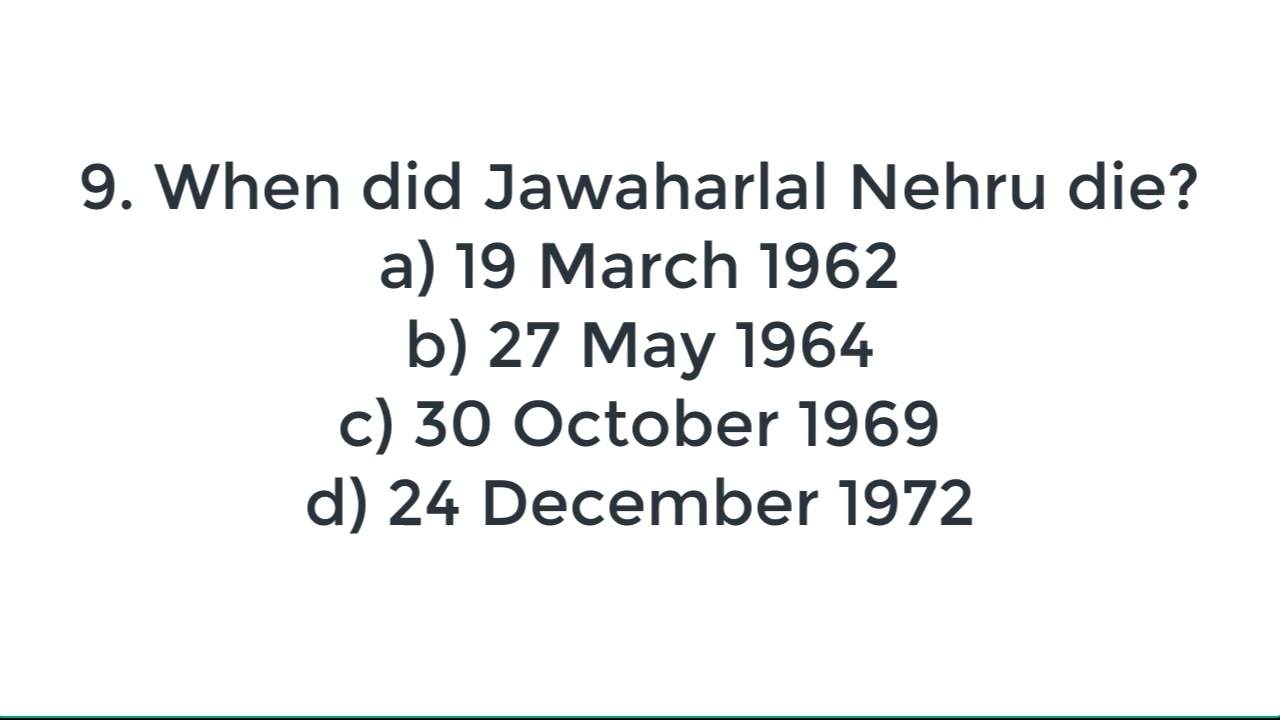 9. When did Jawaharlal Nehru die?
a) 19 March 1962
b) 27 May 1964
c) 30 October 1969
d) 24 December 1972